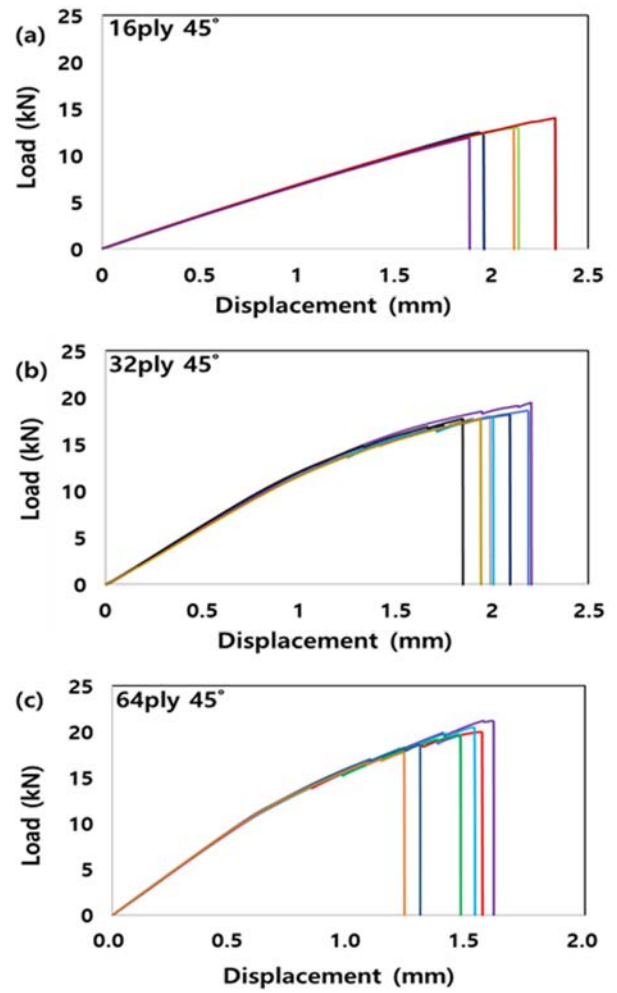 (a)
16ply 45°
25
20
15
10
5
0
Load (kN)
0 0.5 1 1.5 2 2.5
Displacement (mm)
(b)
32ply 45°
25
20
15
10
5
0
Load (kN)
0 0.5 1 1.5 2 2.5
Displacement (mm)
(c)
64ply 45°
25
20
15
10
5
0
Load (kN)
0.0 0.5 1.0 1.5 2.0
Displacement (mm)